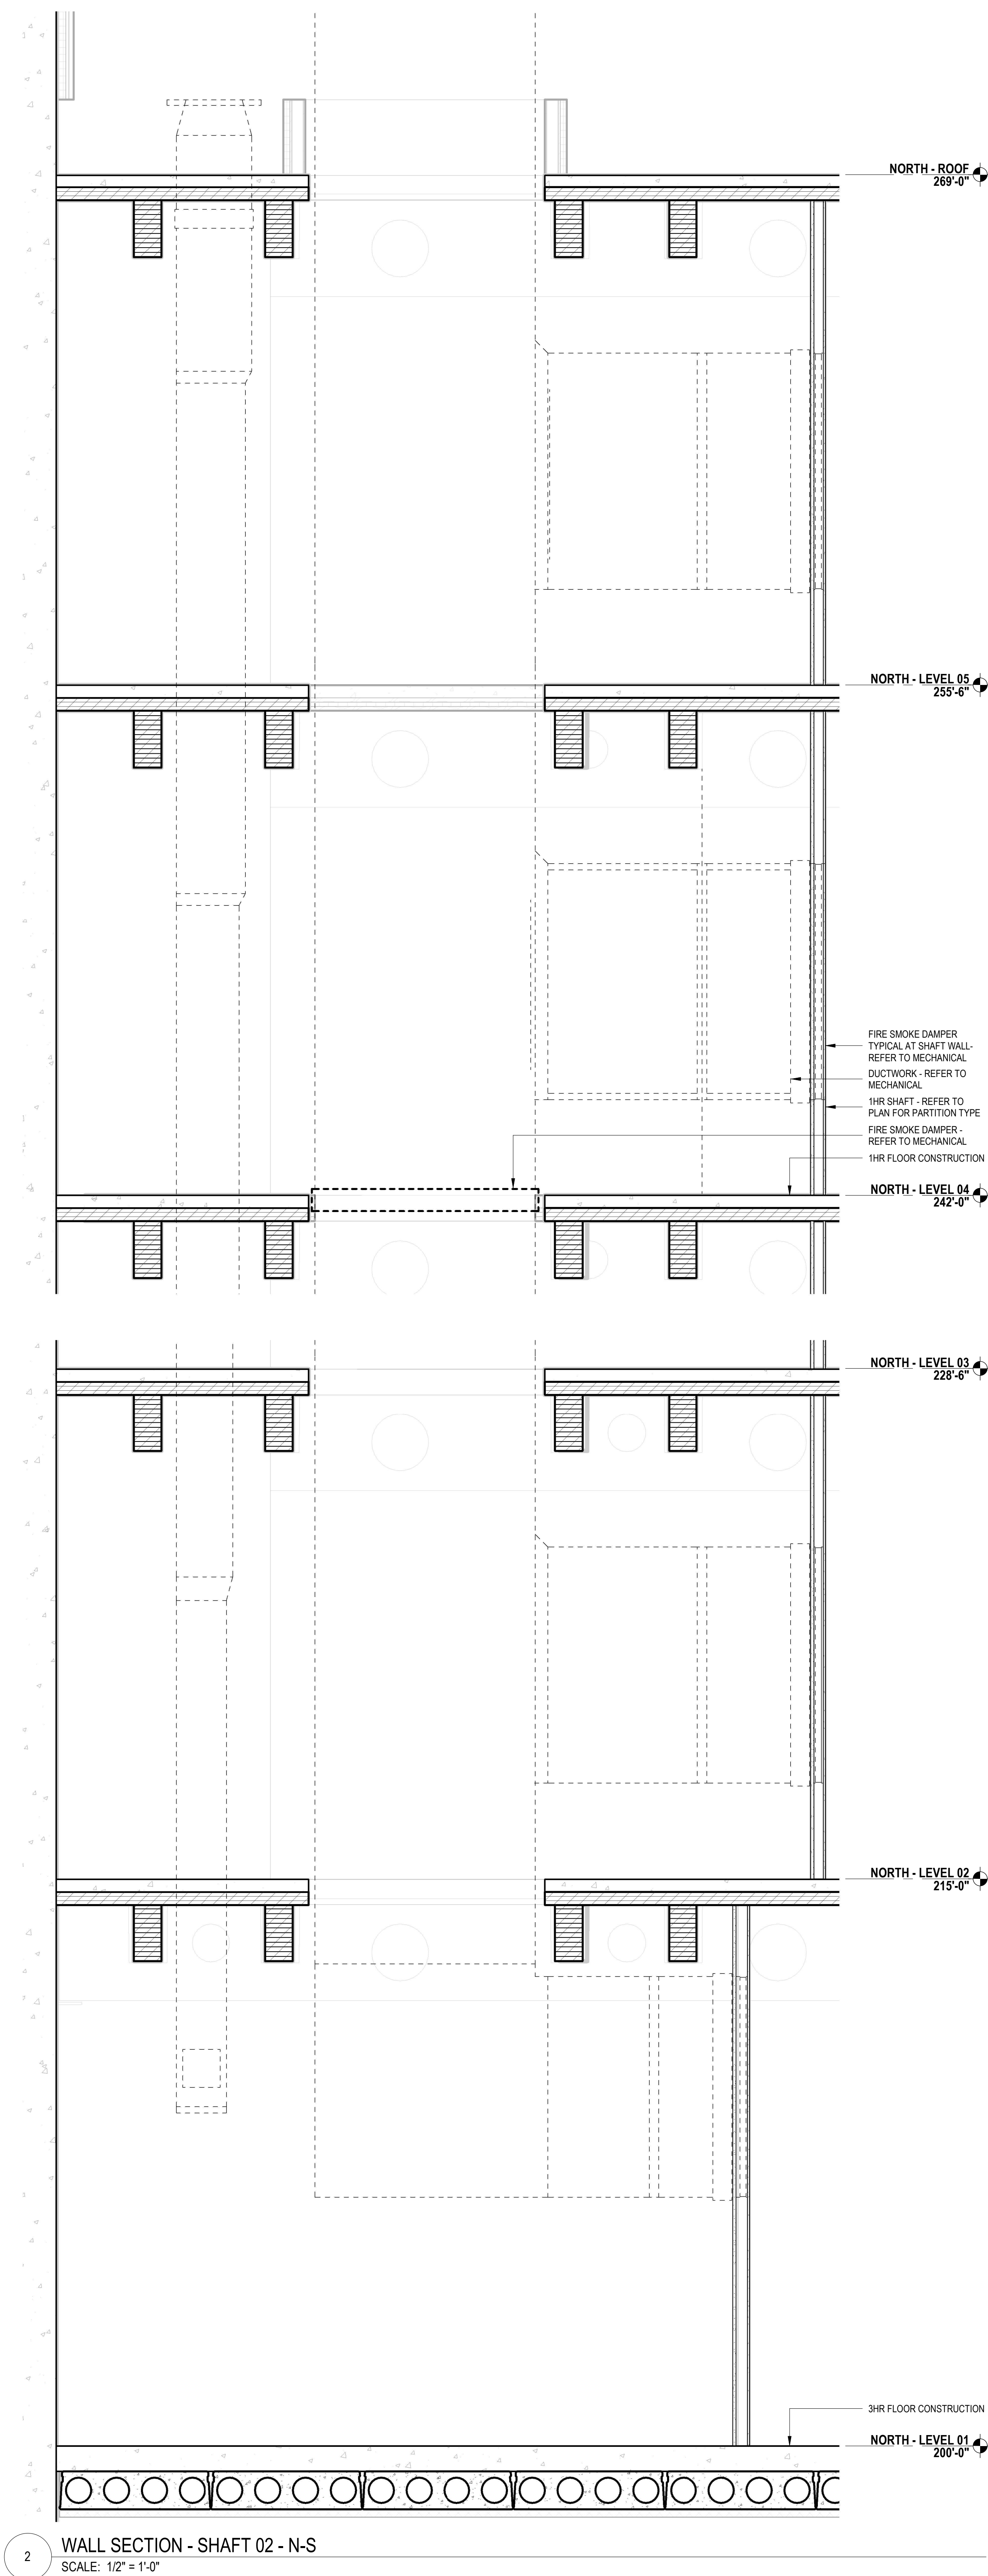 NORTH - ROOF
269'-0"
NORTH - LEVEL 05
255'-6"
FIRE SMOKE DAMPER
TYPICAL AT SHAFT WALL-
REFER TO MECHANICAL
DUCTWORK - REFER TO
MECHANICAL
1HR SHAFT - REFER TO
PLAN FOR PARTITION TYPE
FIRE SMOKE DAMPER -
REFER TO MECHANICAL
1HR FLOOR CONSTRUCTION
NORTH - LEVEL 04
242'-0"
NORTH - LEVEL 03
228'-6"
NORTH - LEVEL 02
215'-0"
3HR FLOOR CONSTRUCTION
NORTH - LEVEL 01
200'-0"
2
WALL SECTION - SHAFT 02 - N-S
SCALE: 1/2" = 1'-0"